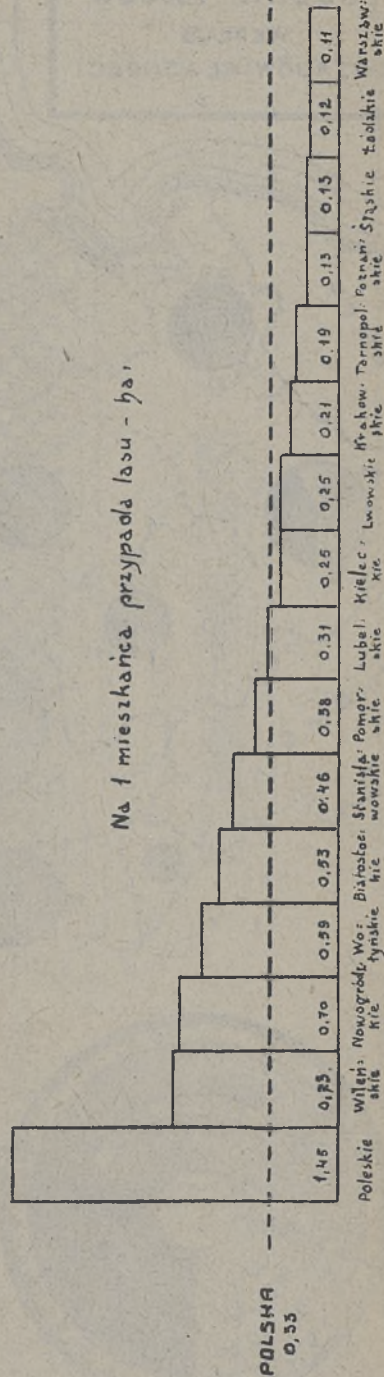 Na 1 mieszkańca przypada lasu - ha.
POLSKA
0,33
1,45
0,73.
0,70
0,59
0,53
0.46
0,38
0.31
0,25
0,25
0,21
0.19
0,13
0,13
0,12
0,11
Poleskie
Wileń:
skie
Nowogródz:
kie
Wo:
łyńskie
Białostoc:
kie
Stanisła:
wowskie
Pomor:
skie
Lubel:
skie
Kielec:
kie
Lwowskie
Krakow:
skie
Tarnopol:
skie
Poznań:
skie
Śląskie
Łódzkie
Warszaw:
skie